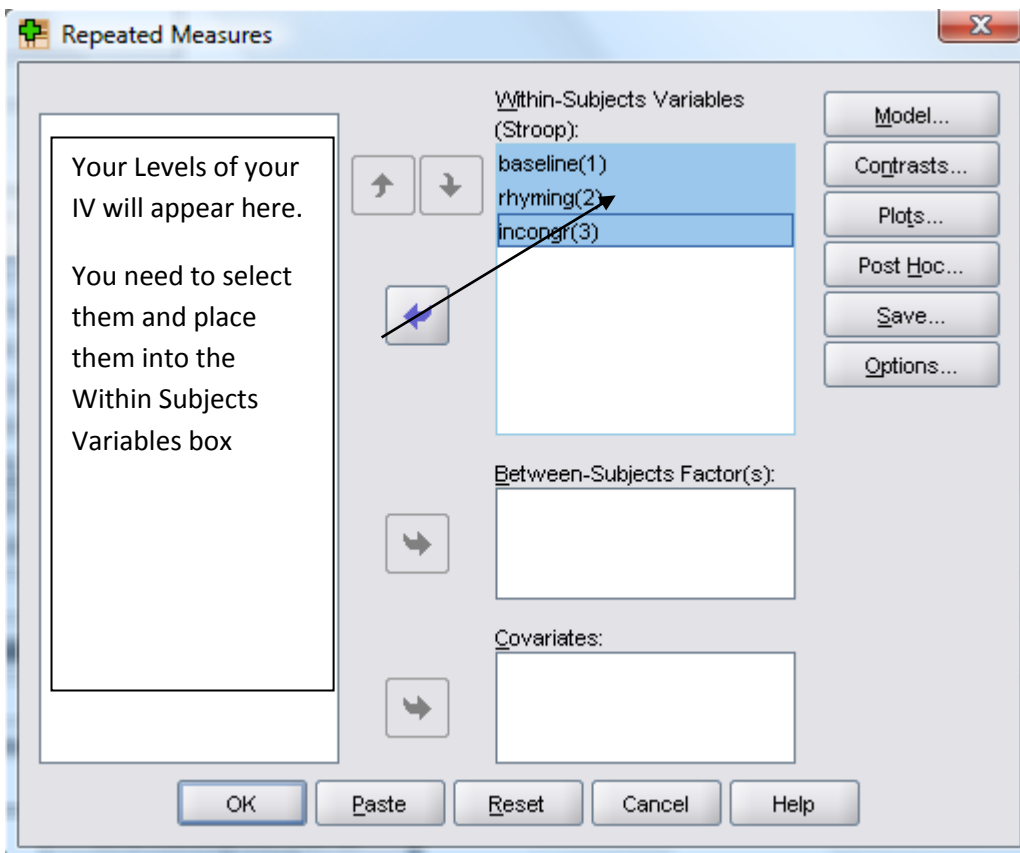 Repeated Measures
Your Levels of your
IV will appear here.
You need to select
them and place
them into the
Within Subjects
Variables box
Within-Subjects Variables
(Stroop):
baseline(1)
rhyming(2)
incongr(3)
Between-Subjects Factor(s):
Covariates:
Model...
Contrasts...
Plots...
Post Hoc...
Save...
Options...
OK
Paste
Reset
Cancel
Help